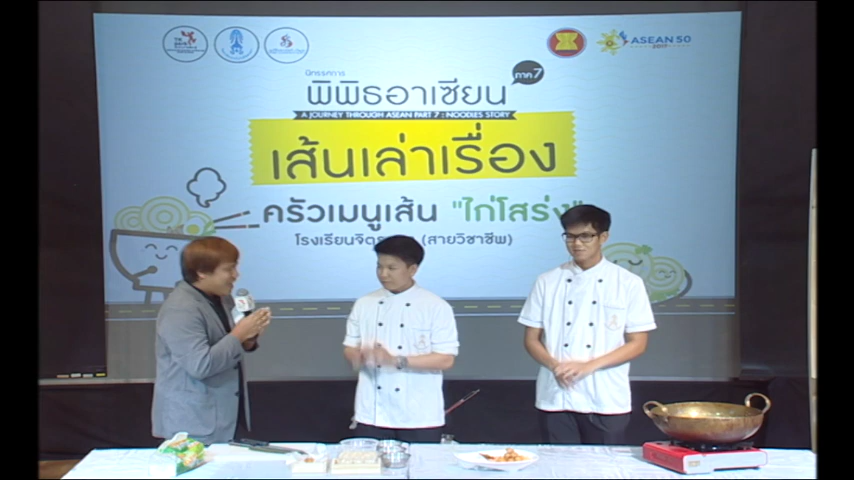 ASEAN 50
นิทรรศการ
ภาค 7
พิพิธอาเซียน
A JOURNEY THROUGH ASEAN PART 7 : NOODLES STORY
เส้นเล่าเรื่อง
ครัวเมนูเส้น "ไก่โสร่ง"
โรงเรียนจิตร (สายวิชาชีพ)